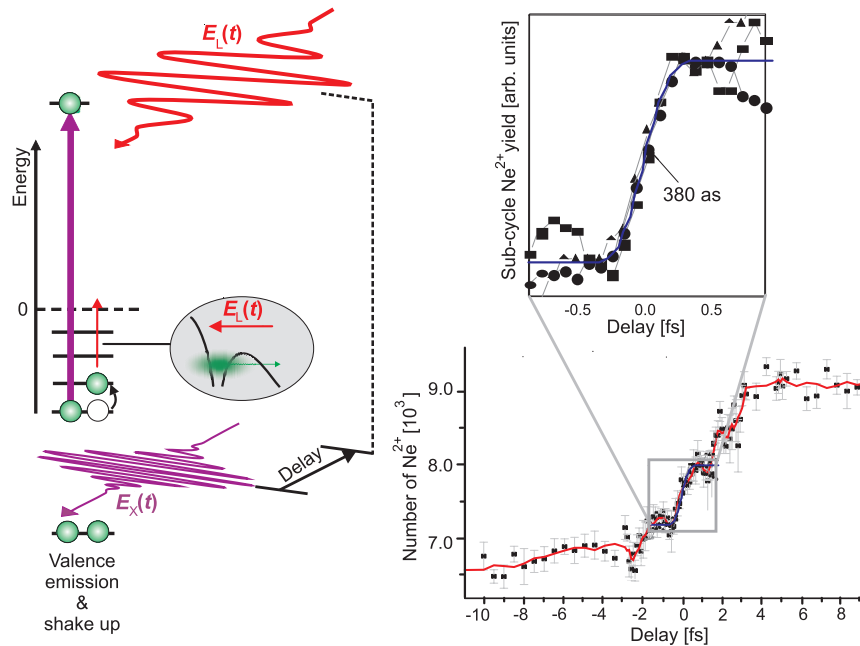 E_L(t)
Energy
0
E_L(t)
Delay
E_X(t)
Valence
emission
&
shake up
Sub-cycle Ne²⁺ yield [arb. units]
380 as
-0.5 0.0 0.5
Delay [fs]
Number of Ne²⁺ [10³]
9.0
8.0
7.0
-10 -8 -6 -4 -2 0 2 4 6 8
Delay [fs]